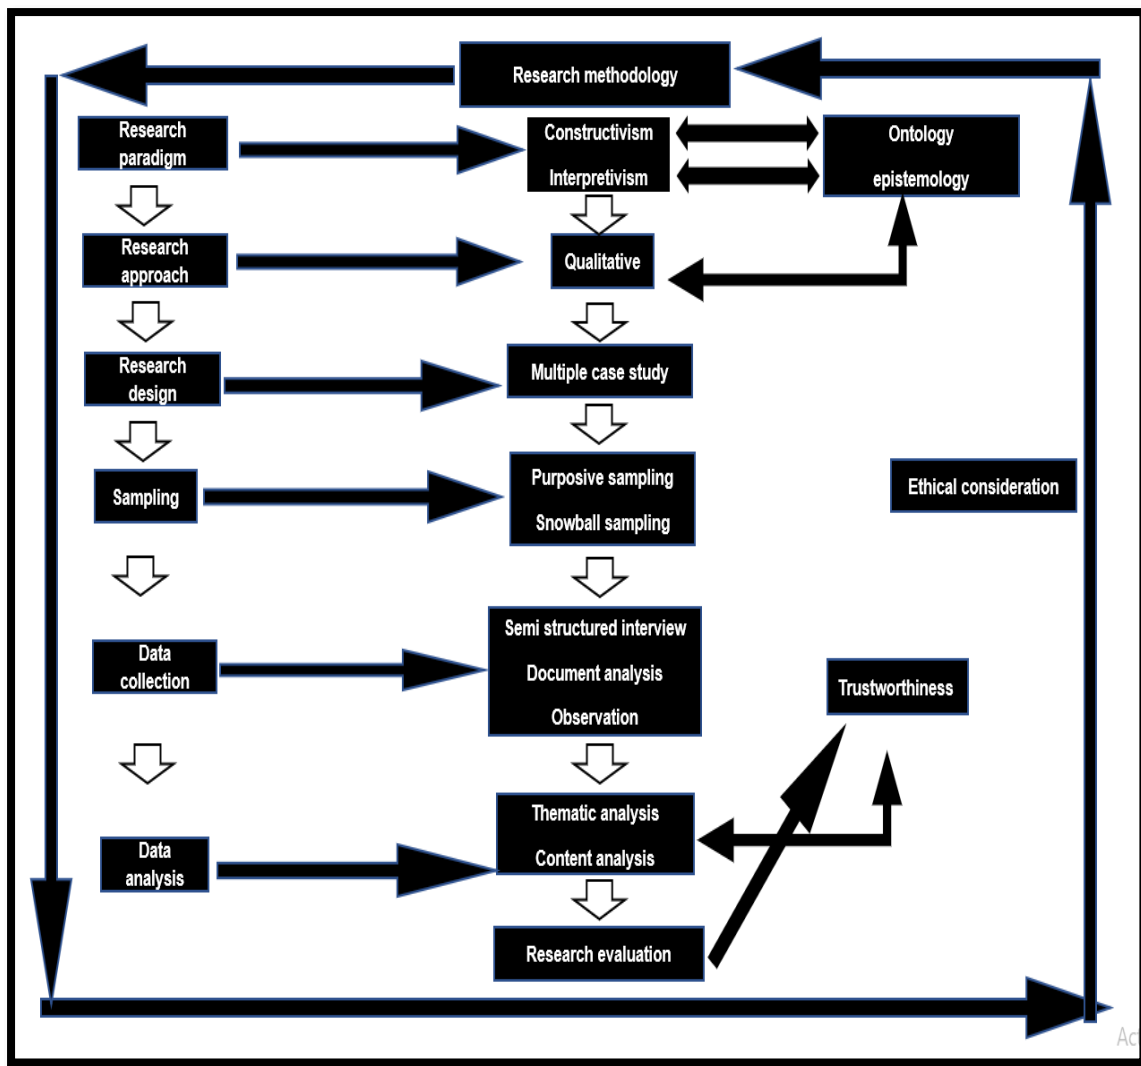 Research methodology
Research
paradigm
Constructivism
Interpretivism
Ontology
epistemology
Research
approach
Qualitative
Research
design
Multiple case study
Sampling
Purposive sampling
Snowball sampling
Ethical consideration
Data
collection
Semi structured interview
Document analysis
Observation
Trustworthiness
Data
analysis
Thematic analysis
Content analysis
Research evaluation